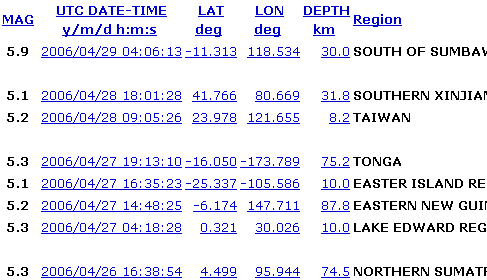 MAG UTC DATE-TIME LAT LON DEPTH Region
y/m/d h:m:s deg deg km
5.9 2006/04/29 04:06:13 -11.313 118.534 30.0 SOUTH OF SUMBAW
5.1 2006/04/28 18:01:28 41.766 80.669 31.8 SOUTHERN XINJIAN
5.2 2006/04/28 09:05:26 23.978 121.655 8.2 TAIWAN
5.3 2006/04/27 19:13:10 -16.050 -173.789 75.2 TONGA
5.1 2006/04/27 16:35:23 -25.337 -105.586 10.0 EASTER ISLAND RE
5.2 2006/04/27 14:48:25 -6.174 147.711 87.8 EASTERN NEW GUIN
5.3 2006/04/27 04:18:28 0.321 30.026 10.0 LAKE EDWARD REG
5.3 2006/04/26 16:38:54 4.499 95.944 74.5 NORTHERN SUMATR